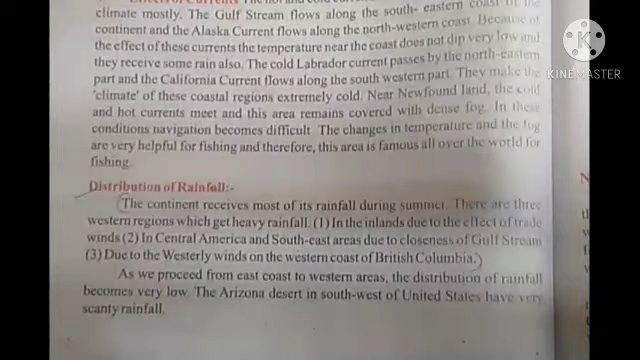 climate mostly. The Gulf Stream flows along the south- eastern coast of the
continent and the Alaska Current flows along the north-western coast. Because of
and the effect of these currents the temperature near the coast does not dip very low and
they receive some rain also. The cold Labrador current passes by the north-eastern
part and the California Current flows along the south western part. They make the
'climate' of these coastal regions extremely cold. Near Newfound land, the cold
and hot currents meet and this area remains covered with dense fog. In these
conditions navigation becomes difficult The changes in temperature and the fog
are very helpful for fishing and therefore, this area is famous all over the world for
fishing.
Distribution of Rainfall:-
The continent receives most of its rainfall during summer. There are three
western regions which get heavy rainfall. (1) In the inlands due to the effect of trade
winds (2) In Central America and South-east areas due to closeness of Gulf Stream
(3) Due to the Westerly winds on the western coast of British Columbia.
As we proceed from east coast to western areas, the distribution of rainfall
becomes very low. The Arizona desert in south-west of United States have very
scanty rainfall.
KINEMASTER